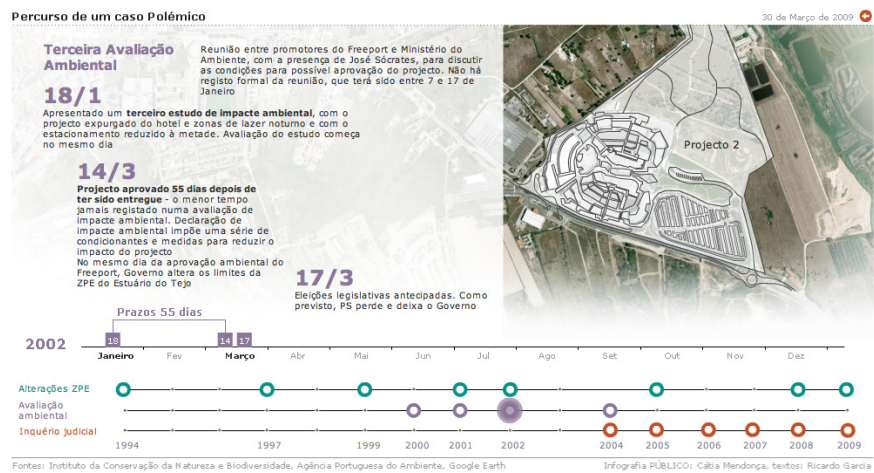 Percurso de um caso Polémico
30 de Março de 2009
Terceira Avaliação
Ambiental
Reunião entre promotores do Freeport e Ministério do
Ambiente, com a presença de José Sócrates, para discutir
as condições para possível aprovação do projecto. Não há
registo formal da reunião, que terá sido entre 7 e 17 de
Janeiro
18/1
Apresentado um terceiro estudo de impacte ambiental, com o
projecto expurgado do hotel e zonas de lazer noturno e com o
estacionamento reduzido à metade. Avaliação do estudo começa
no mesmo dia
14/3
Projecto aprovado 55 dias depois de
ter sido entregue - o menor tempo
jamais registado numa avaliação de
impacte ambiental. Declaração de
impacte ambiental impõe uma série de
condicionantes e medidas para reduzir o
impacto do projecto
No mesmo dia da aprovação ambiental do
Freeport, Governo altera os limites da
ZPE do Estuário do Tejo
17/3
Eleições legislativas antecipadas. Como
previsto, PS perde e deixa o Governo
Projecto 2
Prazos 55 dias
2002
18 14 17
Janeiro Fev Março Abr Mai Jun Jul Ago Set Out Nov Dez
Alterações ZPE
Avaliação
ambiental
Inquério judicial
1994 1997 1999 2000 2001 2002 2004 2005 2006 2007 2008 2009
Fontes: Instituto da Conservação da Natureza e Biodiversidade, Agência Portuguesa do Ambiente, Google Earth
Infografia PÚBLICO: Cátia Mendonça, textos: Ricardo Garcia